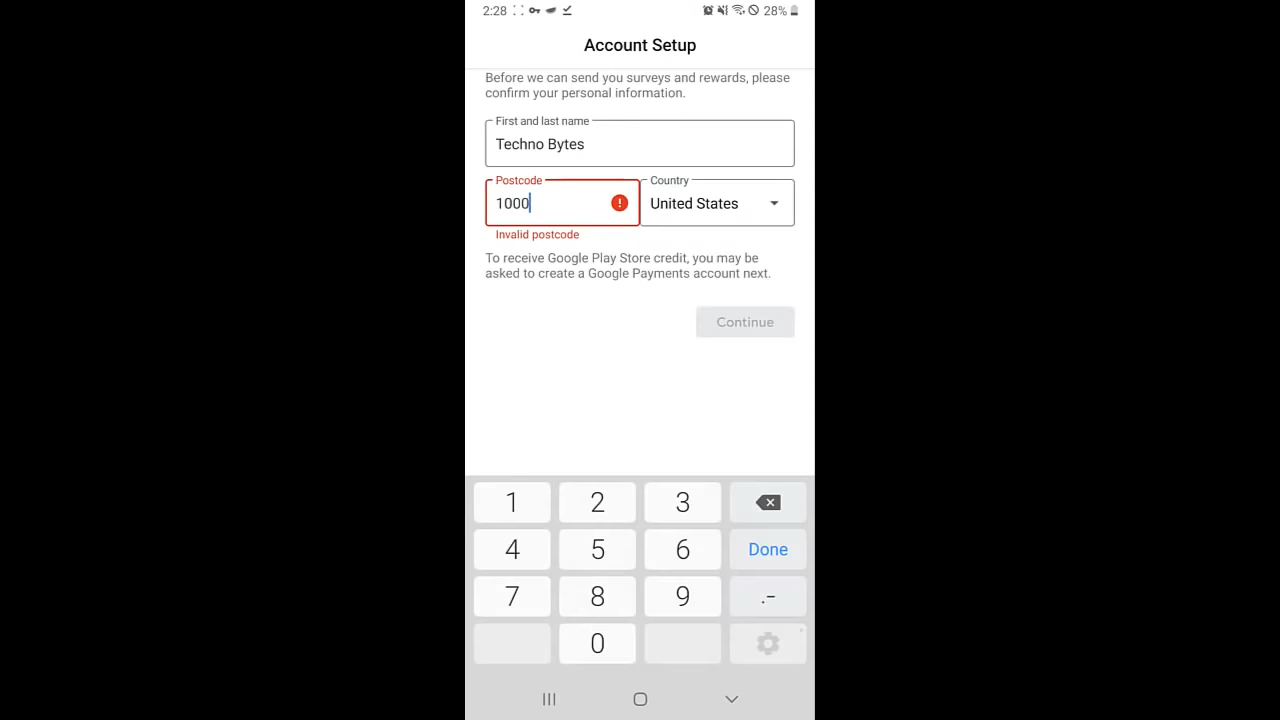 2:28 28%
Account Setup
Before we can send you surveys and rewards, please
confirm your personal information.
First and last name
Techno Bytes
Postcode Country
1000 United States
Invalid postcode
To receive Google Play Store credit, you may be
asked to create a Google Payments account next.
Continue
1 2 3
4 5 6 Done
7 8 9 .-
0